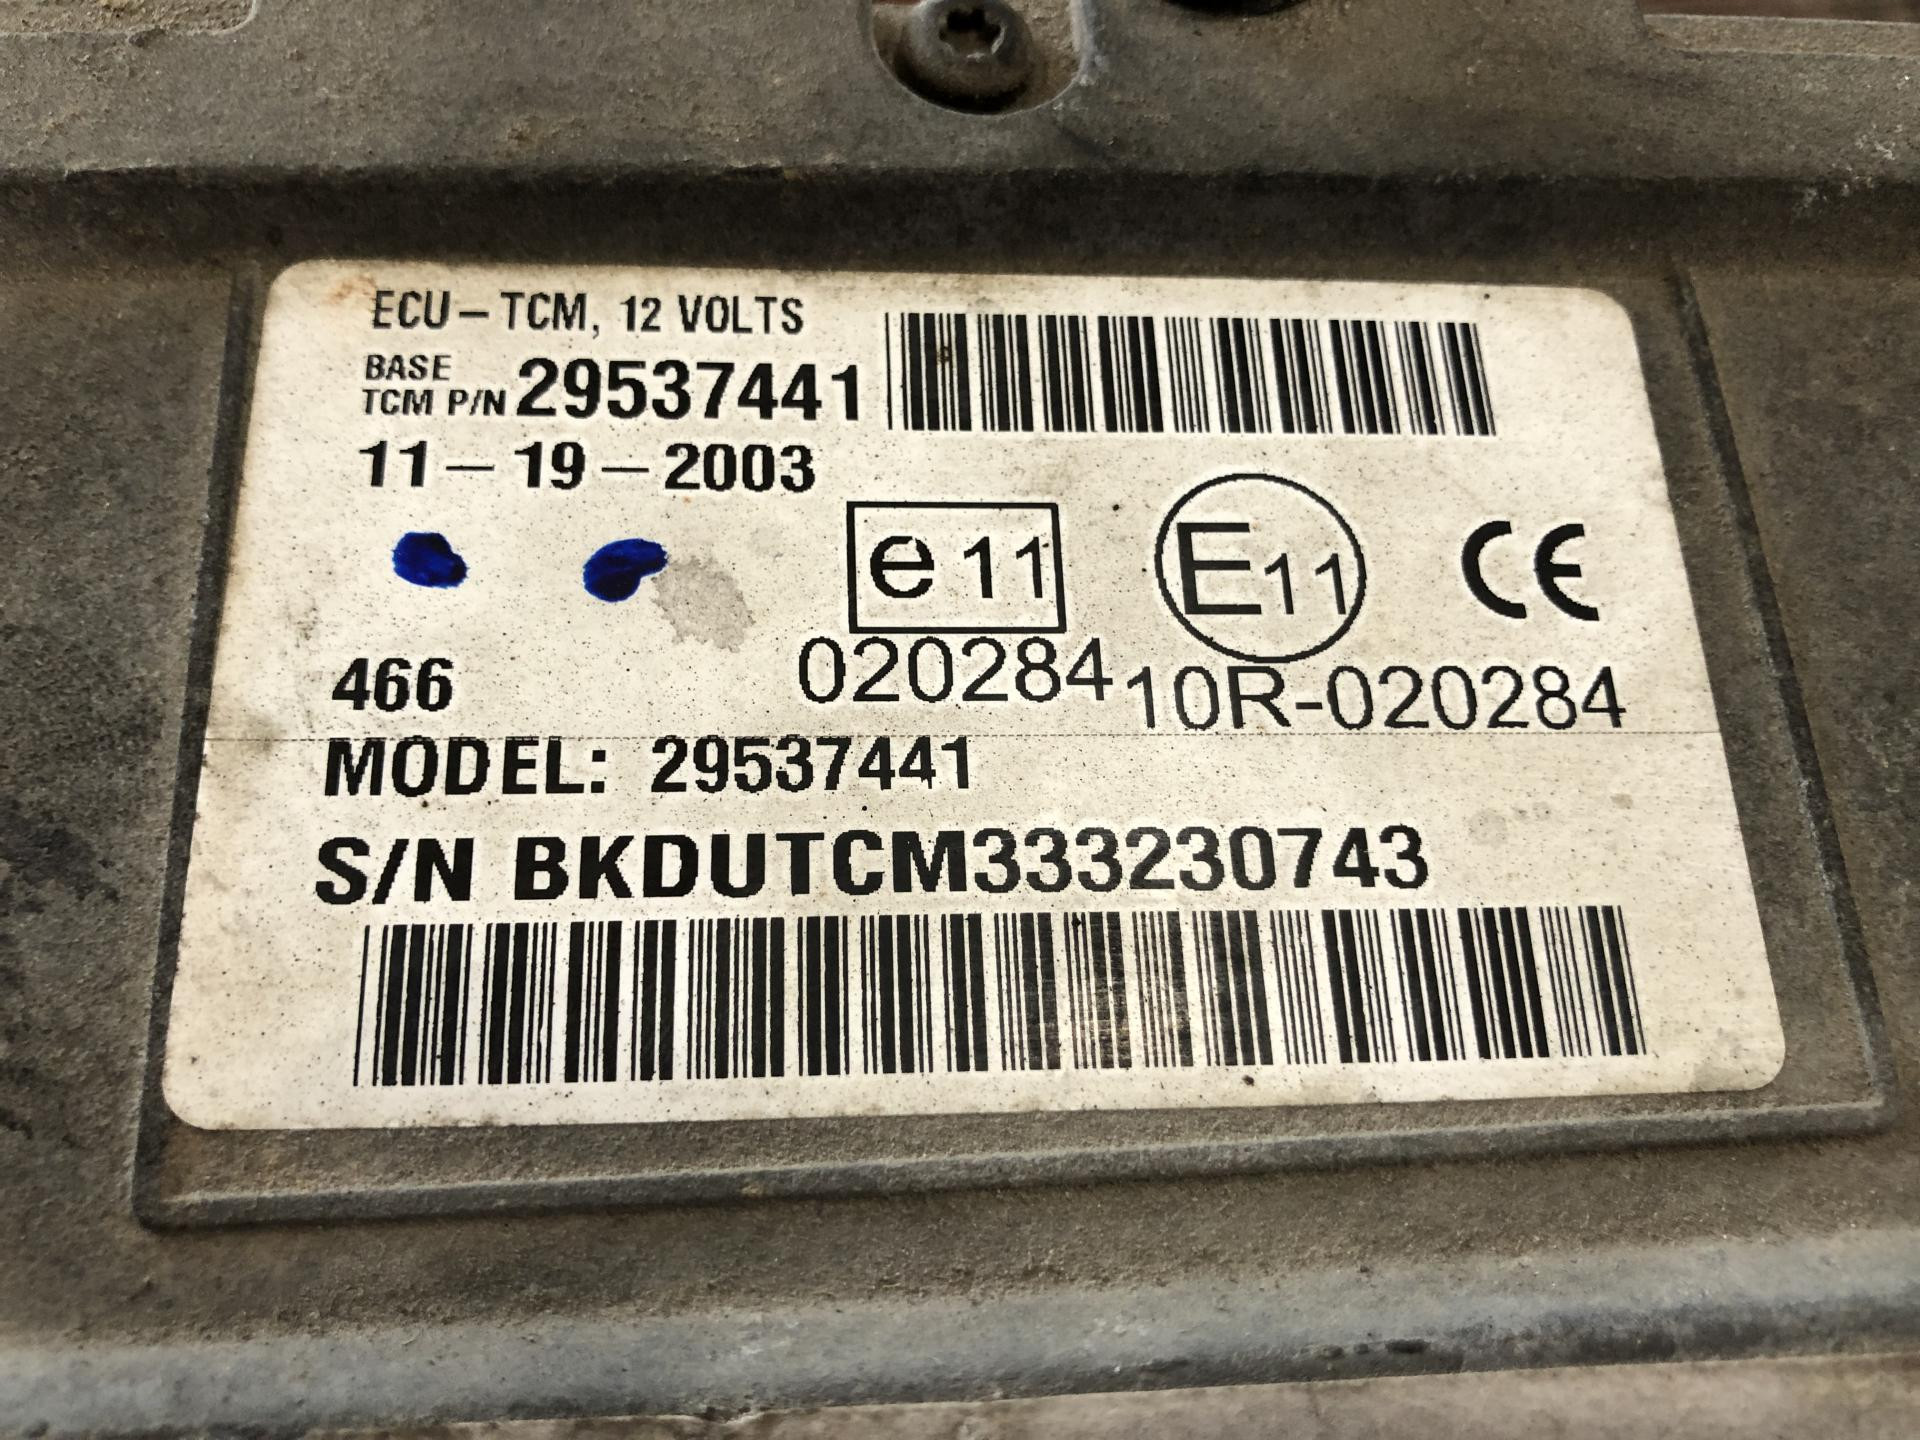 ECU – TCM, 12 VOLTS
BASE
TCM P/N 29537441
11 – 19 – 2003
e 11
E11
CE
020284
10R-020284
466
MODEL: 29537441
S/N BKDUTCM333230743